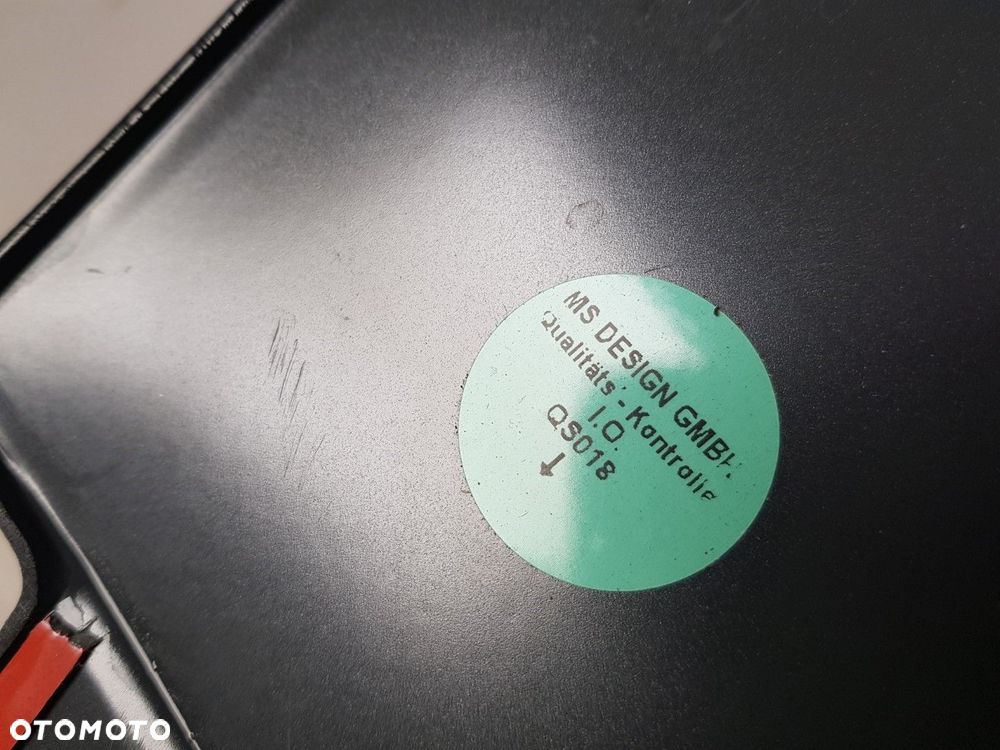 MS DESIGN GMBH
Qualitäts - Kontrolle
I.O.
QS018
OTOMOTO